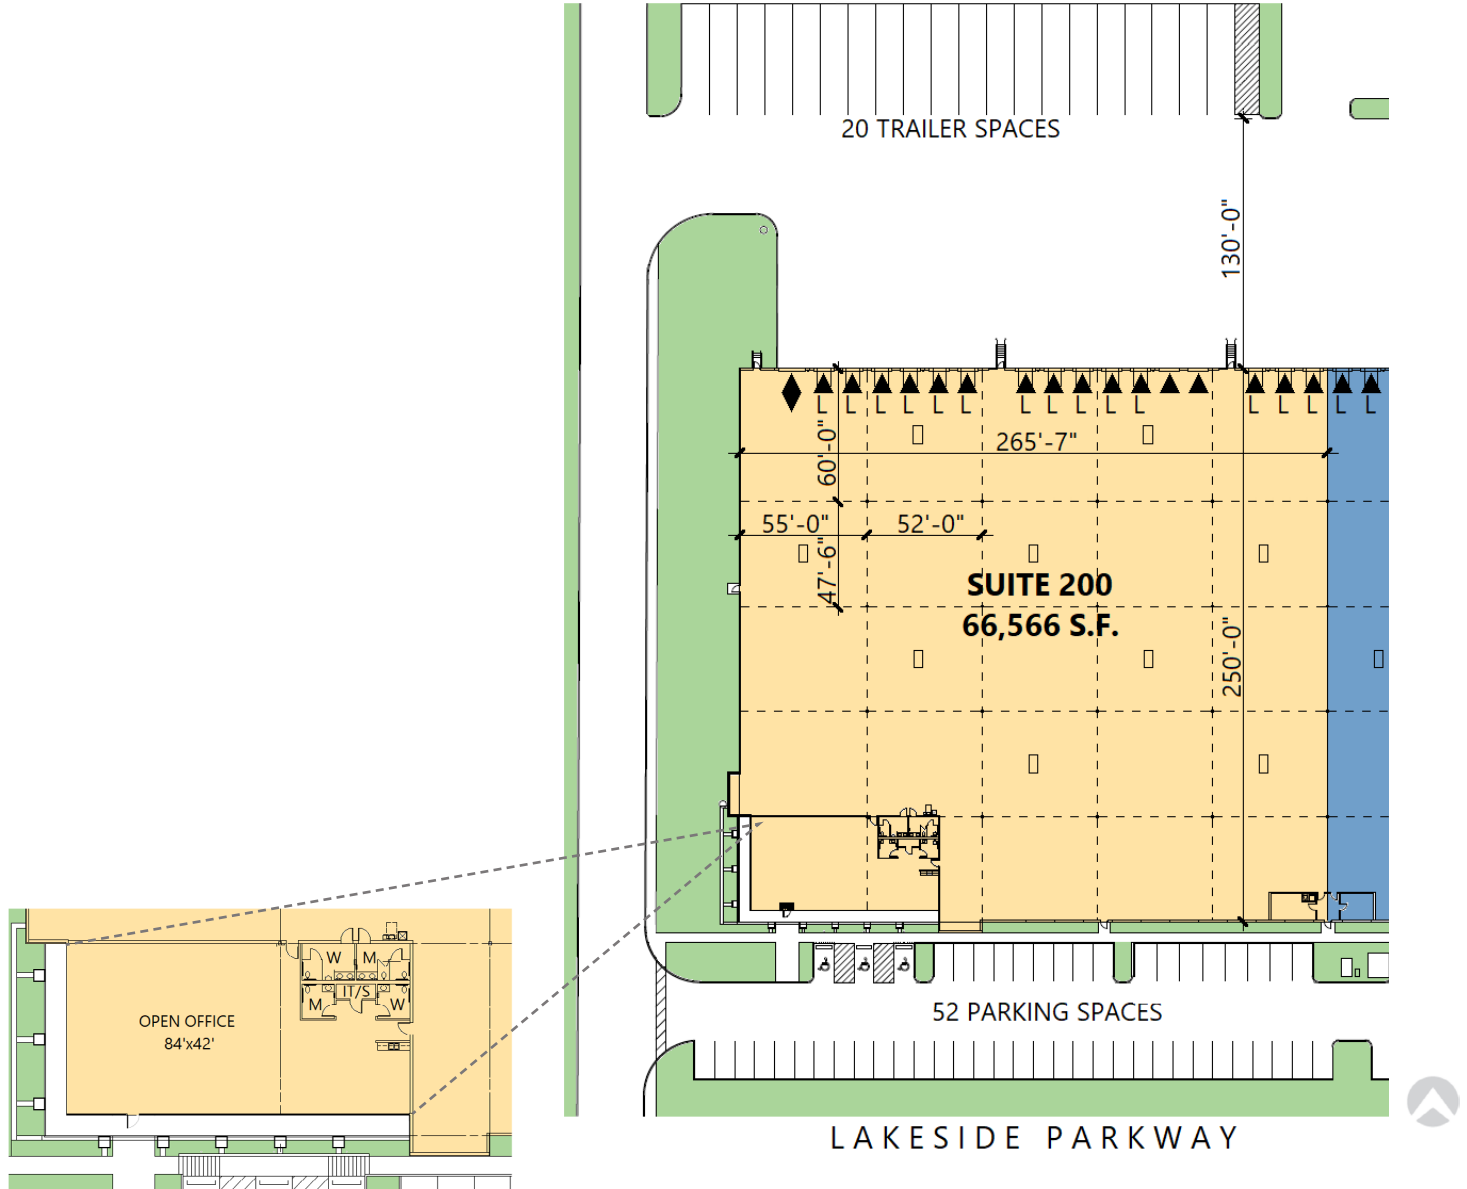 20 TRAILER SPACES
130'-0"
L L L L L L L L L L L L L L L L
265'-7"
60'-0"
55'-0"
52'-0"
47'-6"
SUITE 200
66,566 S.F.
250'-0"
W M
IT/S
M W
OPEN OFFICE
84'x42'
52 PARKING SPACES
LAKESIDE PARKWAY